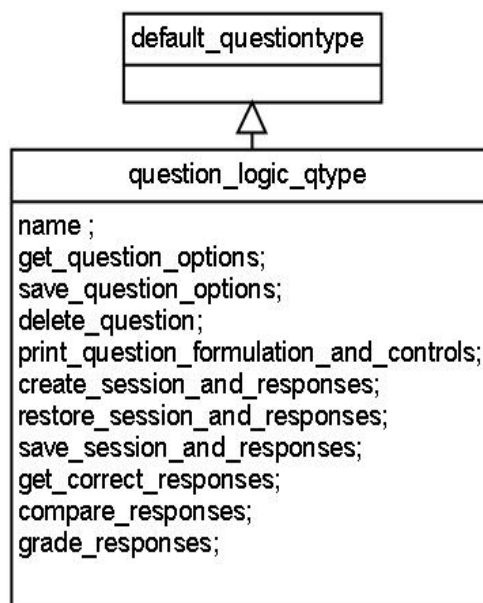 default_questiontype
question_logic_qtype
name ;
get_question_options;
save_question_options;
delete_question;
print_question_formulation_and_controls;
create_session_and_responses;
restore_session_and_responses;
save_session_and_responses;
get_correct_responses;
compare_responses;
grade_responses;